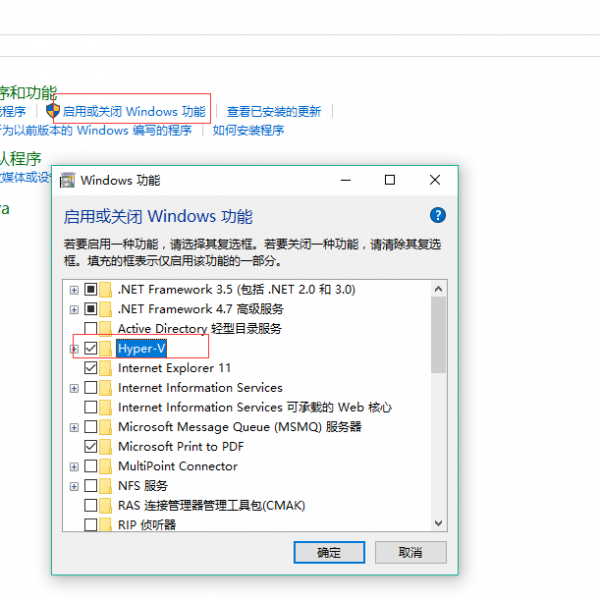 序和功能
程序 启用或关闭 Windows 功能 查看已安装的更新
为以前版本的 Windows 编写的程序 如何安装程序
认程序
媒体或设
va
Windows 功能
启用或关闭 Windows 功能
若要启用一种功能，请选择其复选框。若要关闭一种功能，请清除其复选
框。填充的框表示仅启用该功能的一部分。
.NET Framework 3.5 (包括 .NET 2.0 和 3.0)
.NET Framework 4.7 高级服务
Active Directory 轻型目录服务
Hyper-V
Internet Explorer 11
Internet Information Services
Internet Information Services 可承载的 Web 核心
Microsoft Message Queue (MSMQ) 服务器
Microsoft Print to PDF
MultiPoint Connector
NFS 服务
RAS 连接管理器管理工具包(CMAK)
RIP 侦听器
确定 取消